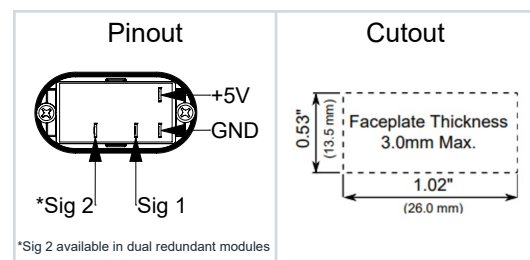 Pinout
+5V
GND
*Sig 2
Sig 1
*Sig 2 available in dual redundant modules
Cutout
0.53"
(13.5 mm)
Faceplate Thickness
3.0mm Max.
1.02"
(26.0 mm)